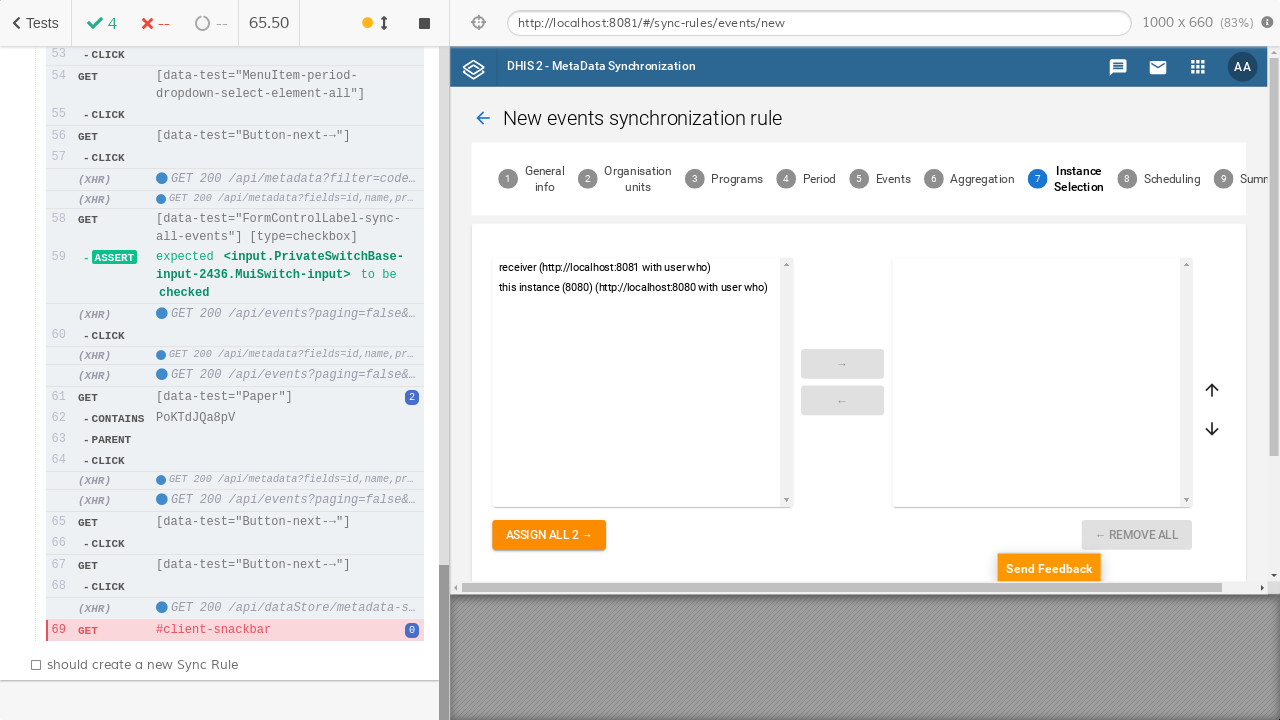 Tests
4
--
--
65.50
http://localhost:8081/#/sync-rules/events/new
1000 x 660 (83%)
53 -CLICK
54 GET [data-test="MenuItem-period-
dropdown-select-element-all"]
55 -CLICK
56 GET [data-test="Button-next-→"]
57 -CLICK
(XHR) GET 200 /api/metadata?filter=code…
(XHR) GET 200 /api/metadata?fields=id,name,pr…
58 GET [data-test="FormControlLabel-sync-
all-events"] [type=checkbox]
59 -ASSERT expected <input.PrivateSwitchBase-
input-2436.MuiSwitch-input> to be
checked
(XHR) GET 200 /api/events?paging=false&…
60 -CLICK
(XHR) GET 200 /api/metadata?fields=id,name,pr…
(XHR) GET 200 /api/events?paging=false&…
61 GET [data-test="Paper"] 2
62 -CONTAINS PoKTdJQa8pV
63 -PARENT
64 -CLICK
(XHR) GET 200 /api/metadata?fields=id,name,pr…
(XHR) GET 200 /api/events?paging=false&…
65 GET [data-test="Button-next-→"]
66 -CLICK
67 GET [data-test="Button-next-→"]
68 -CLICK
(XHR) GET 200 /api/dataStore/metadata-s…
69 GET #client-snackbar 0
should create a new Sync Rule
DHIS 2 - MetaData Synchronization
AA
New events synchronization rule
1 General info
2 Organisation units
3 Programs
4 Period
5 Events
6 Aggregation
7 Instance Selection
8 Scheduling
9 Summ
receiver (http://localhost:8081 with user who)
this instance (8080) (http://localhost:8080 with user who)
→
←
ASSIGN ALL 2 →
← REMOVE ALL
Send Feedback